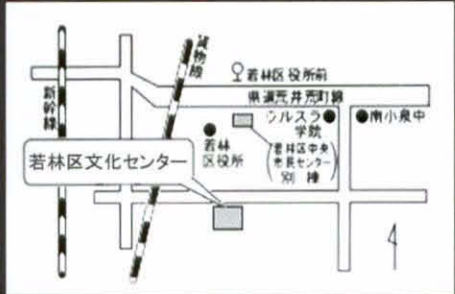 若林区役所前
貨物線
県道荒井荒町線
新幹線
ウルスラ
学院
南小泉中
若林
区役所
若林区中央
市民センター
別棟
若林区文化センター